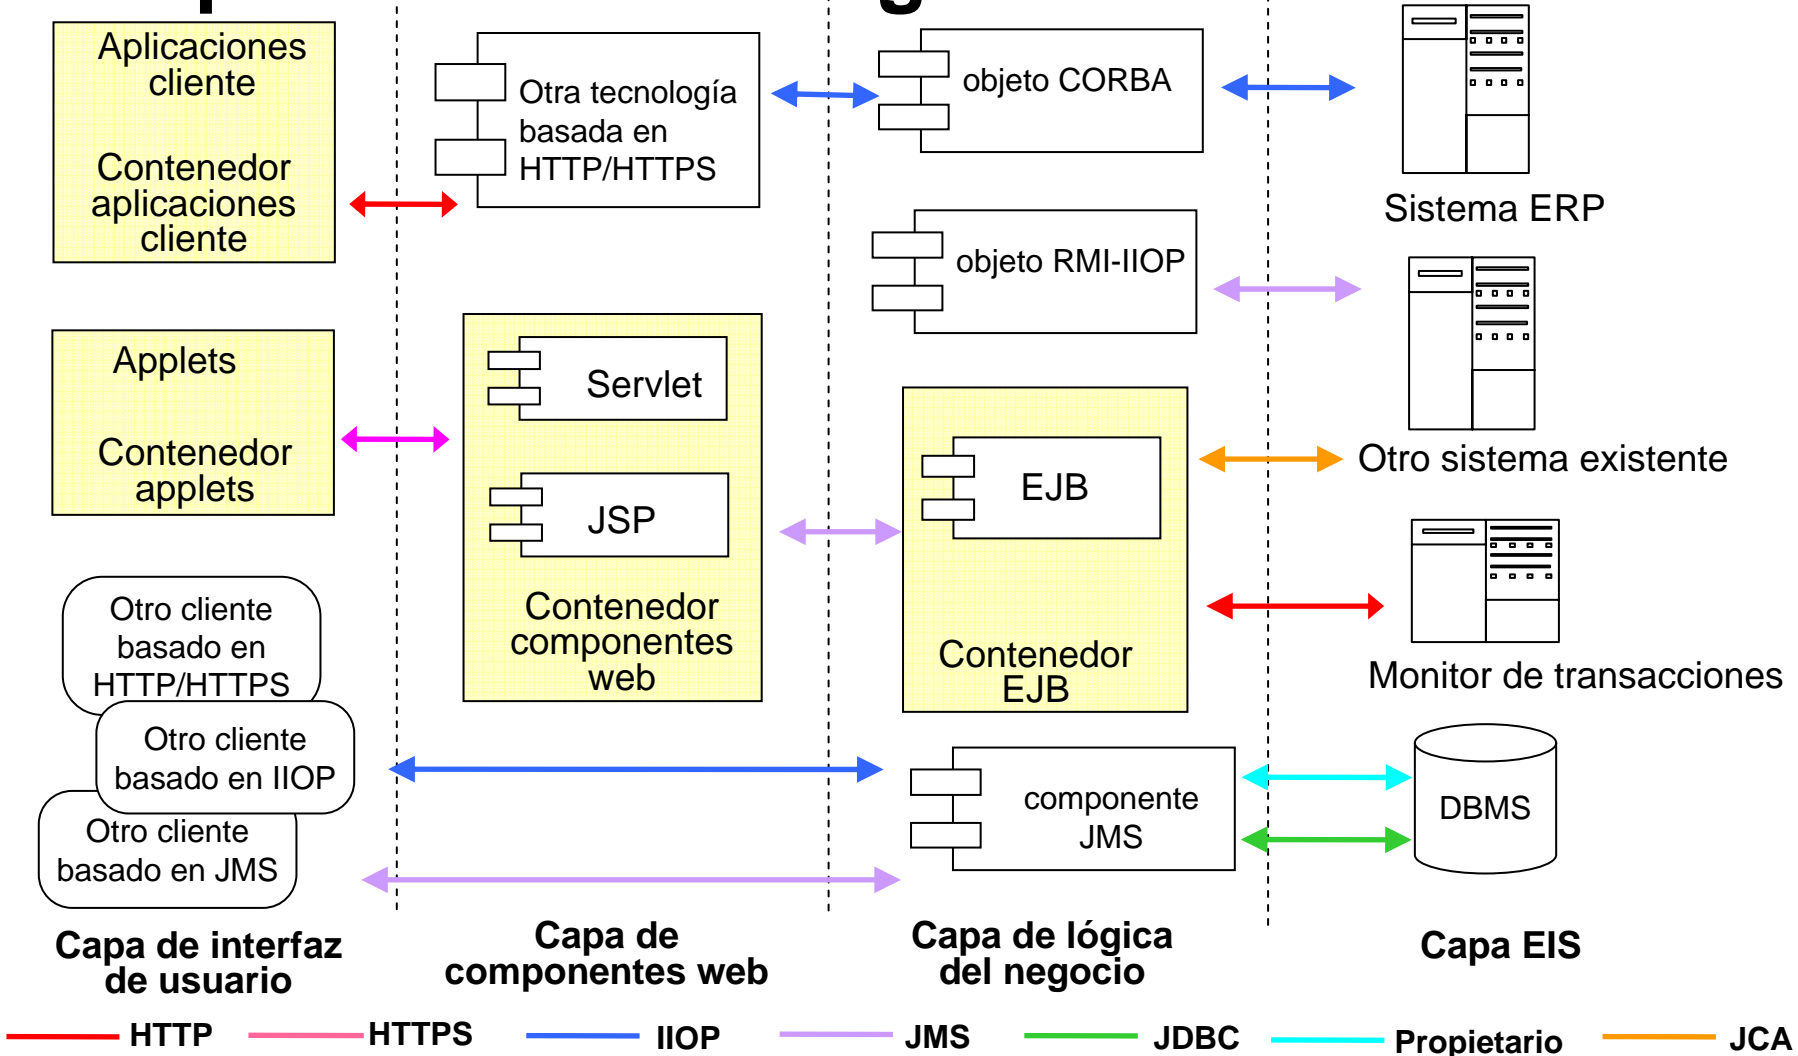 Aplicaciones
cliente
Contenedor
aplicaciones
cliente
Otra tecnología
basada en
HTTP/HTTPS
objeto CORBA
Sistema ERP
objeto RMI-IIOP
Applets
Contenedor
applets
Servlet
JSP
Contenedor
componentes
web
EJB
Contenedor
EJB
Otro sistema existente
Monitor de transacciones
Otro cliente
basado en
HTTP/HTTPS
Otro cliente
basado en IIOP
Otro cliente
basado en JMS
componente
JMS
DBMS
Capa de interfaz
de usuario
Capa de
componentes web
Capa de lógica
del negocio
Capa EIS
HTTP
HTTPS
IIOP
JMS
JDBC
Propietario
JCA